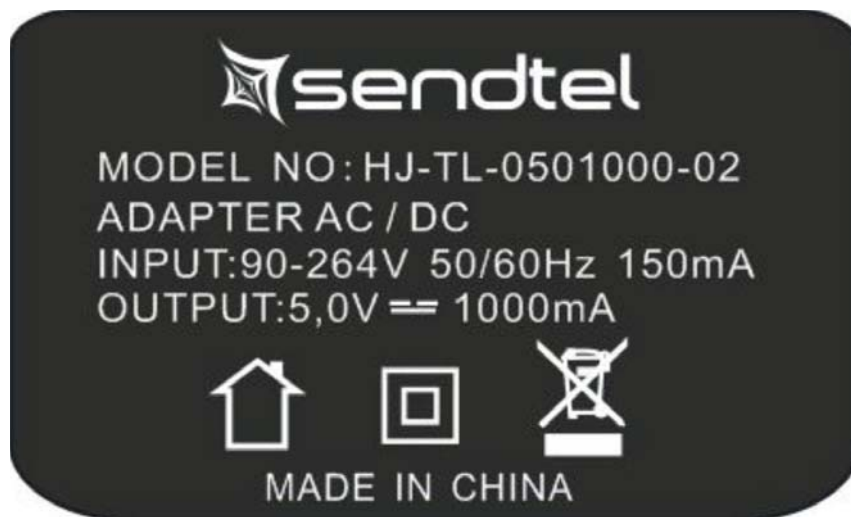 sendtel
MODEL NO:HJ-TL-0501000-02
ADAPTER AC / DC
INPUT:90-264V 50/60Hz 150mA
OUTPUT:5,0V ⎓ 1000mA
MADE IN CHINA